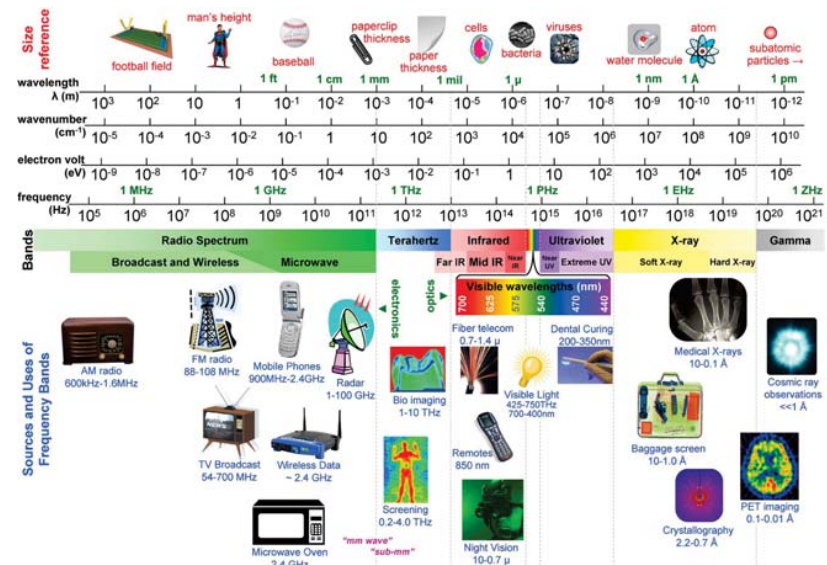 Size
reference
football field
man's height
baseball
paperclip
thickness
paper
thickness
cells
bacteria
viruses
water molecule
atom
subatomic
particles →
wavelength
λ (m)
1 ft
1 cm
1 mm
1 mil
1 µ
1 nm
1 Å
1 pm
10³ 10² 10 1 10⁻¹ 10⁻² 10⁻³ 10⁻⁴ 10⁻⁵ 10⁻⁶ 10⁻⁷ 10⁻⁸ 10⁻⁹ 10⁻¹⁰ 10⁻¹¹ 10⁻¹²
wavenumber
(cm⁻¹)
10⁻⁵ 10⁻⁴ 10⁻³ 10⁻² 10⁻¹ 1 10 10² 10³ 10⁴ 10⁵ 10⁶ 10⁷ 10⁸ 10⁹ 10¹⁰
electron volt
(eV)
10⁻⁹ 10⁻⁸ 10⁻⁷ 10⁻⁶ 10⁻⁵ 10⁻⁴ 10⁻³ 10⁻² 10⁻¹ 1 10 10² 10³ 10⁴ 10⁵ 10⁶
1 MHz 1 GHz 1 THz 1 PHz 1 EHz 1 ZHz
frequency
(Hz)
10⁵ 10⁶ 10⁷ 10⁸ 10⁹ 10¹⁰ 10¹¹ 10¹² 10¹³ 10¹⁴ 10¹⁵ 10¹⁶ 10¹⁷ 10¹⁸ 10¹⁹ 10²⁰ 10²¹
Bands
Radio Spectrum Terahertz Infrared Ultraviolet X-ray Gamma
Broadcast and Wireless Microwave
Far IR Mid IR
Near
IR
Near
UV
Extreme UV
Soft X-ray Hard X-ray
electronics
optics
Visible wavelengths (nm)
700 625 575 540 470 440
Sources and Uses of
Frequency Bands
AM radio
600kHz-1.6MHz
FM radio
88-108 MHz
Mobile Phones
900MHz-2.4GHz
Radar
1-100 GHz
TV Broadcast
54-700 MHz
NEWS
Wireless Data
~ 2.4 GHz
Microwave Oven
2.4 GHz
"mm wave"
"sub-mm"
Bio imaging
1-10 THz
Screening
0.2-4.0 THz
Fiber telecom
0.7-1.4 µ
Dental Curing
200-350nm
Visible Light
425-750THz
700-400nm
Remotes
850 nm
Night Vision
10-0.7 µ
Medical X-rays
10-0.1 Å
Baggage screen
10-1.0 Å
Crystallography
2.2-0.7 Å
Cosmic ray
observations
<<1 Å
PET imaging
0.1-0.01 Å